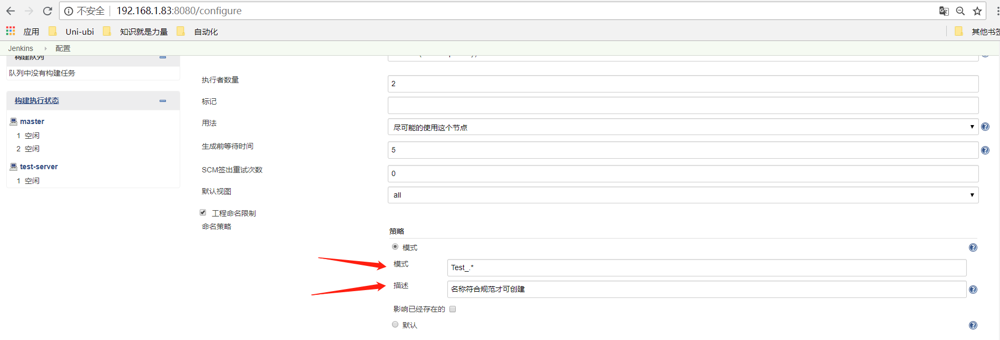 不安全 192.168.1.83:8080/configure
应用 Uni-ubi 知识就是力量 自动化 其他书签
Jenkins 配置
构建队列
队列中没有构建任务
构建执行状态
master
1 空闲
2 空闲
test-server
1 空闲
执行者数量 2
标记
用法 尽可能的使用这个节点
生成前等待时间 5
SCM签出重试次数 0
默认视图 all
工程命名限制
命名策略
策略
模式
模式 Test_.*
描述 名称符合规范才可创建
影响已经存在的
默认